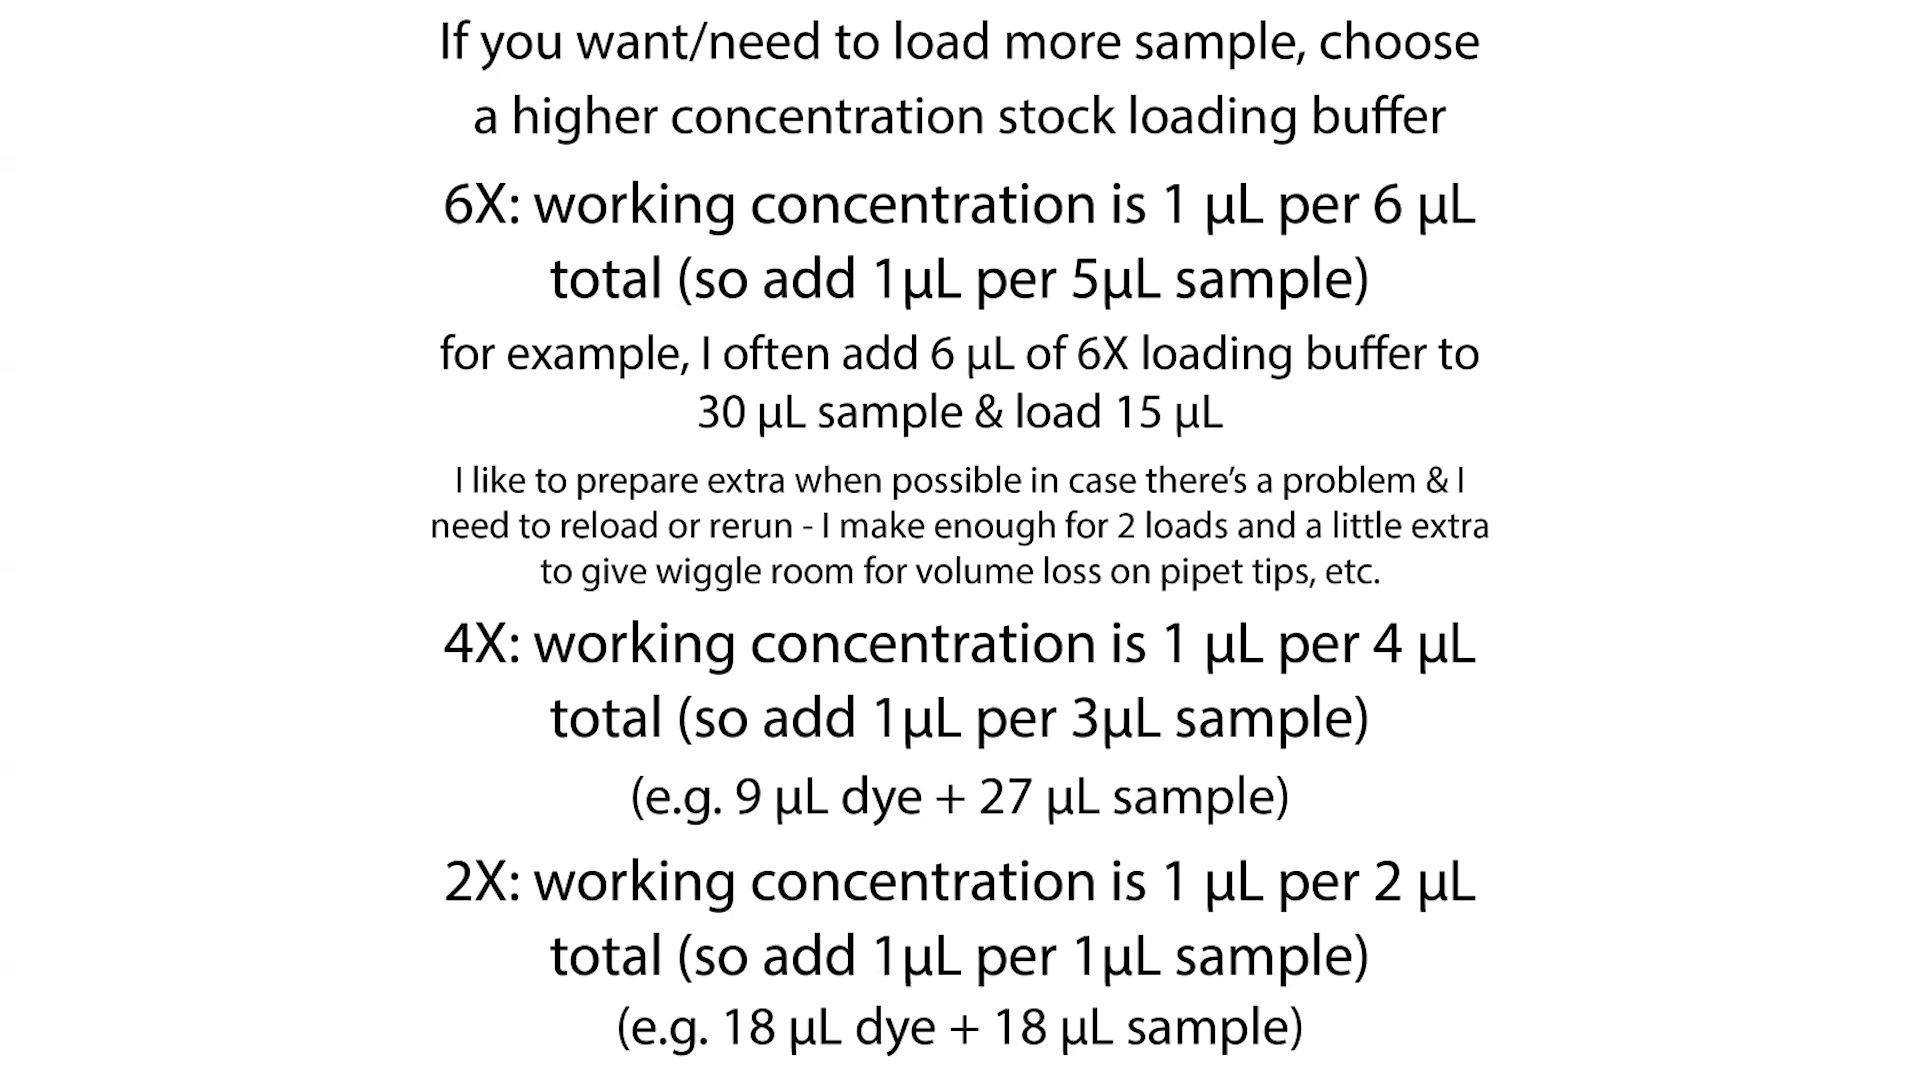 If you want/need to load more sample, choose
a higher concentration stock loading buffer
6X: working concentration is 1 µL per 6 µL
total (so add 1µL per 5µL sample)
for example, I often add 6 µL of 6X loading buffer to
30 µL sample & load 15 µL
I like to prepare extra when possible in case there’s a problem & I
need to reload or rerun - I make enough for 2 loads and a little extra
to give wiggle room for volume loss on pipet tips, etc.
4X: working concentration is 1 µL per 4 µL
total (so add 1µL per 3µL sample)
(e.g. 9 µL dye + 27 µL sample)
2X: working concentration is 1 µL per 2 µL
total (so add 1µL per 1µL sample)
(e.g. 18 µL dye + 18 µL sample)